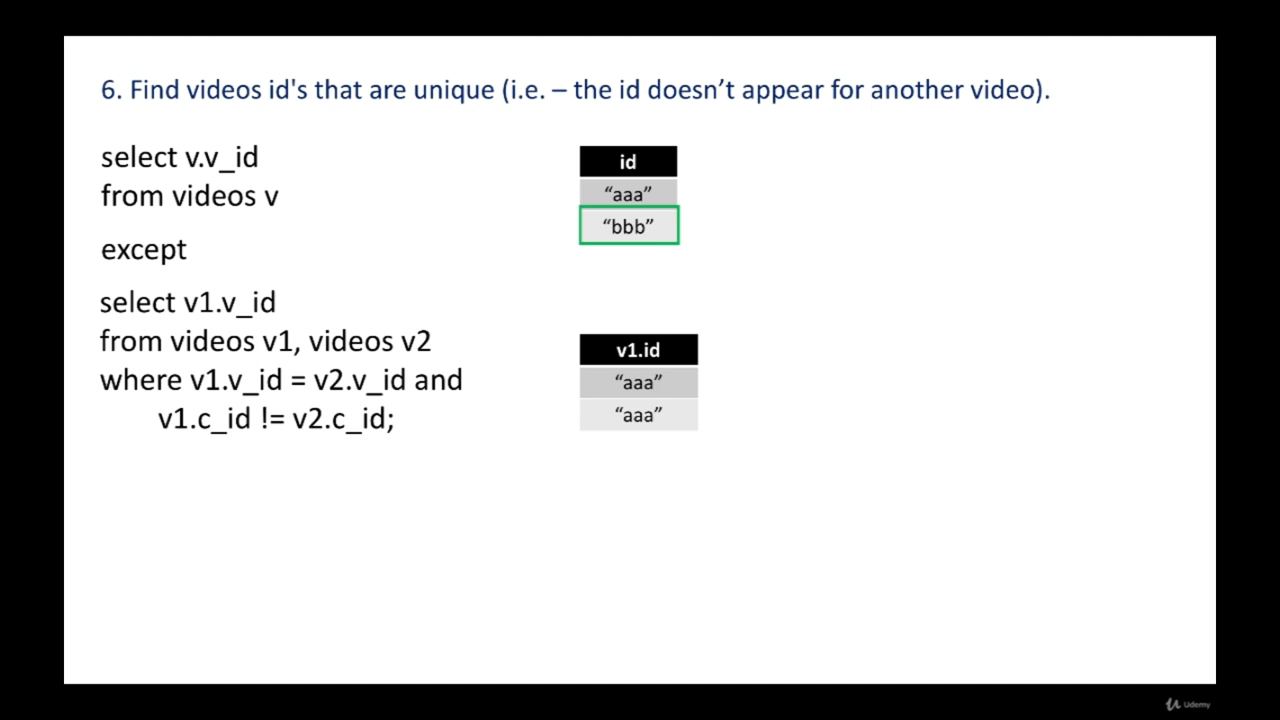 6. Find videos id's that are unique (i.e. – the id doesn’t appear for another video).
select v.v_id
from videos v
except
select v1.v_id
from videos v1, videos v2
where v1.v_id = v2.v_id and
v1.c_id != v2.c_id;
id
“aaa”
“bbb”
v1.id
“aaa”
“aaa”
Udemy